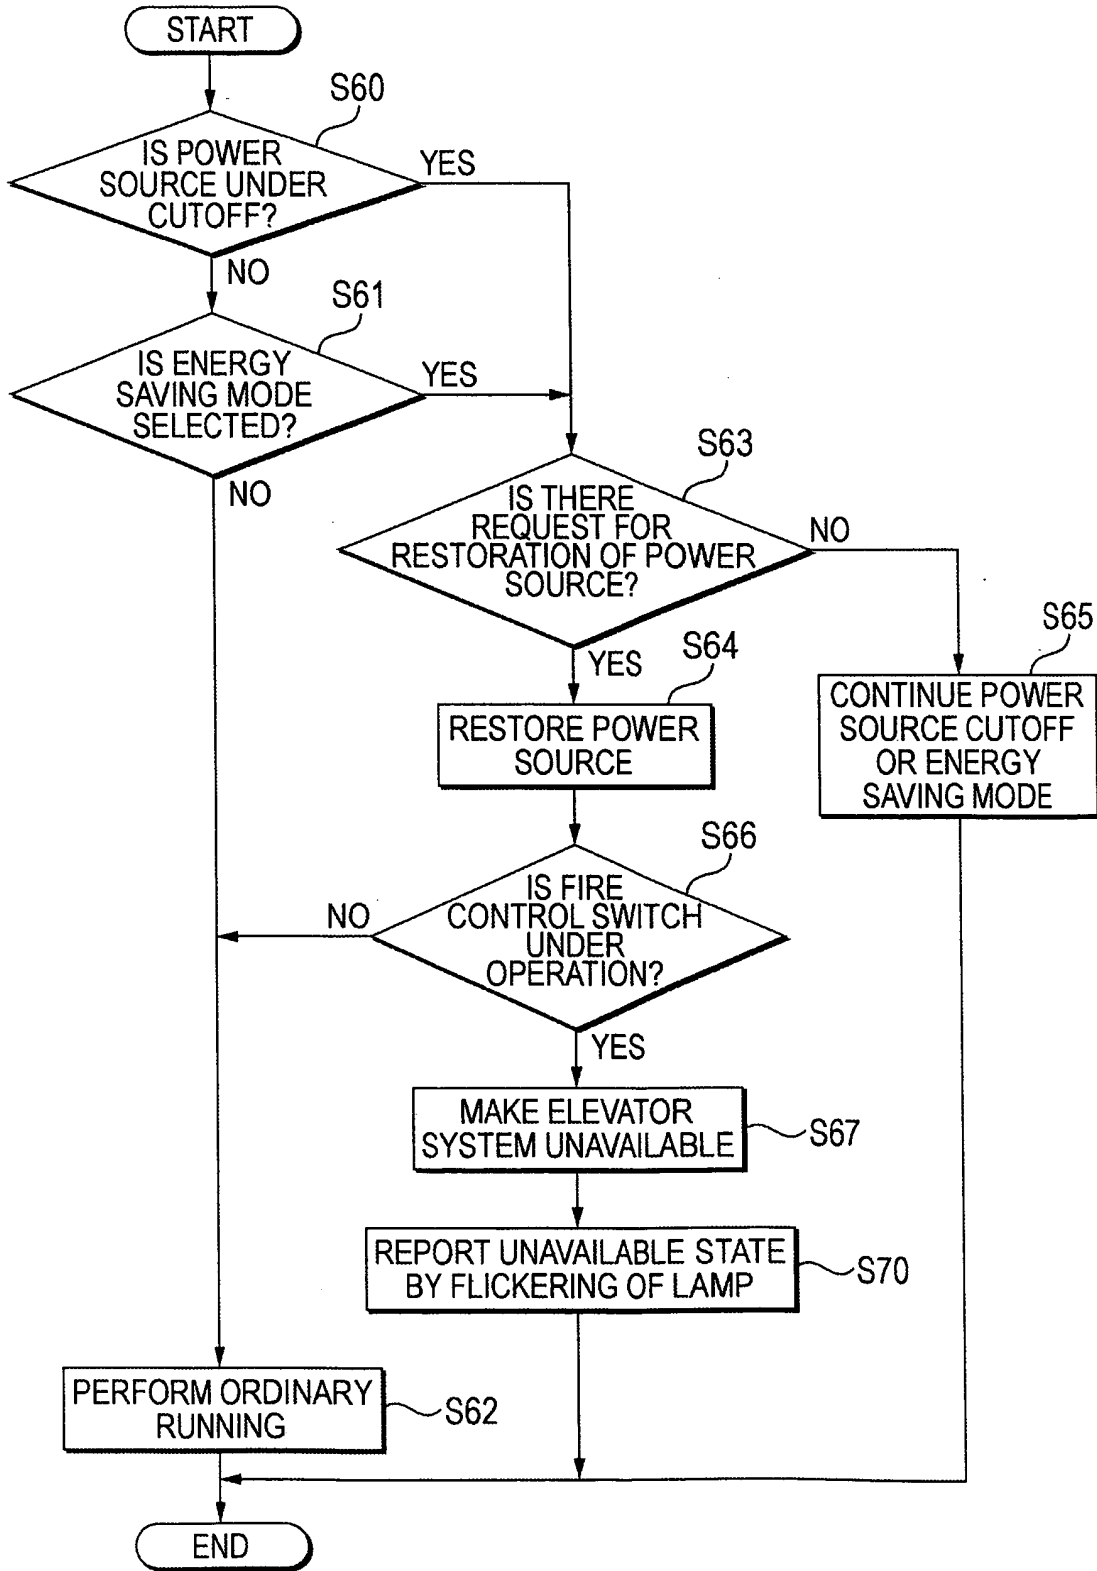 START
S60
IS POWER
SOURCE UNDER
CUTOFF?
YES
NO
S61
IS ENERGY
SAVING MODE
SELECTED?
YES
NO
S63
IS THERE
REQUEST FOR
RESTORATION OF POWER
SOURCE?
NO
YES
S64
RESTORE POWER
SOURCE
S65
CONTINUE POWER
SOURCE CUTOFF
OR ENERGY
SAVING MODE
S66
IS FIRE
CONTROL SWITCH
UNDER
OPERATION?
NO
YES
MAKE ELEVATOR
SYSTEM UNAVAILABLE
S67
REPORT UNAVAILABLE STATE
BY FLICKERING OF LAMP
S70
PERFORM ORDINARY
RUNNING
S62
END